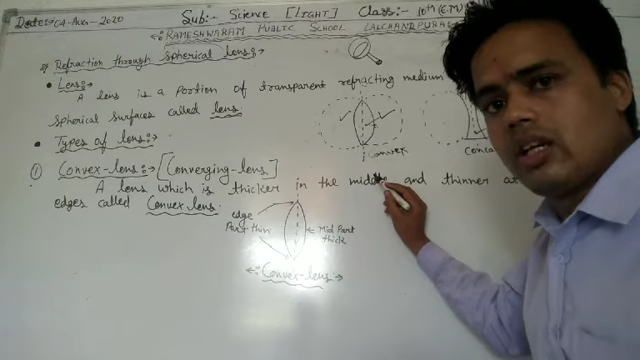 Date:- 04-Aug-2020 Sub:- Science [LIGHT] Class:- 10th (E.M)
RAMESHWARAM PUBLIC SCHOOL LALCHANDPURA
Refraction through spherical lens:→
• Lens:→
A lens is a portion of transparent refracting medium
spherical surfaces called lens
• Types of lens:→
convex
Conca
① Convex-lens:→ [Converging-lens]
A lens which is thicker in the middle and thinner at
edges called Convex lens.
edge
Part thin
Mid Part
thick
Convex-lens